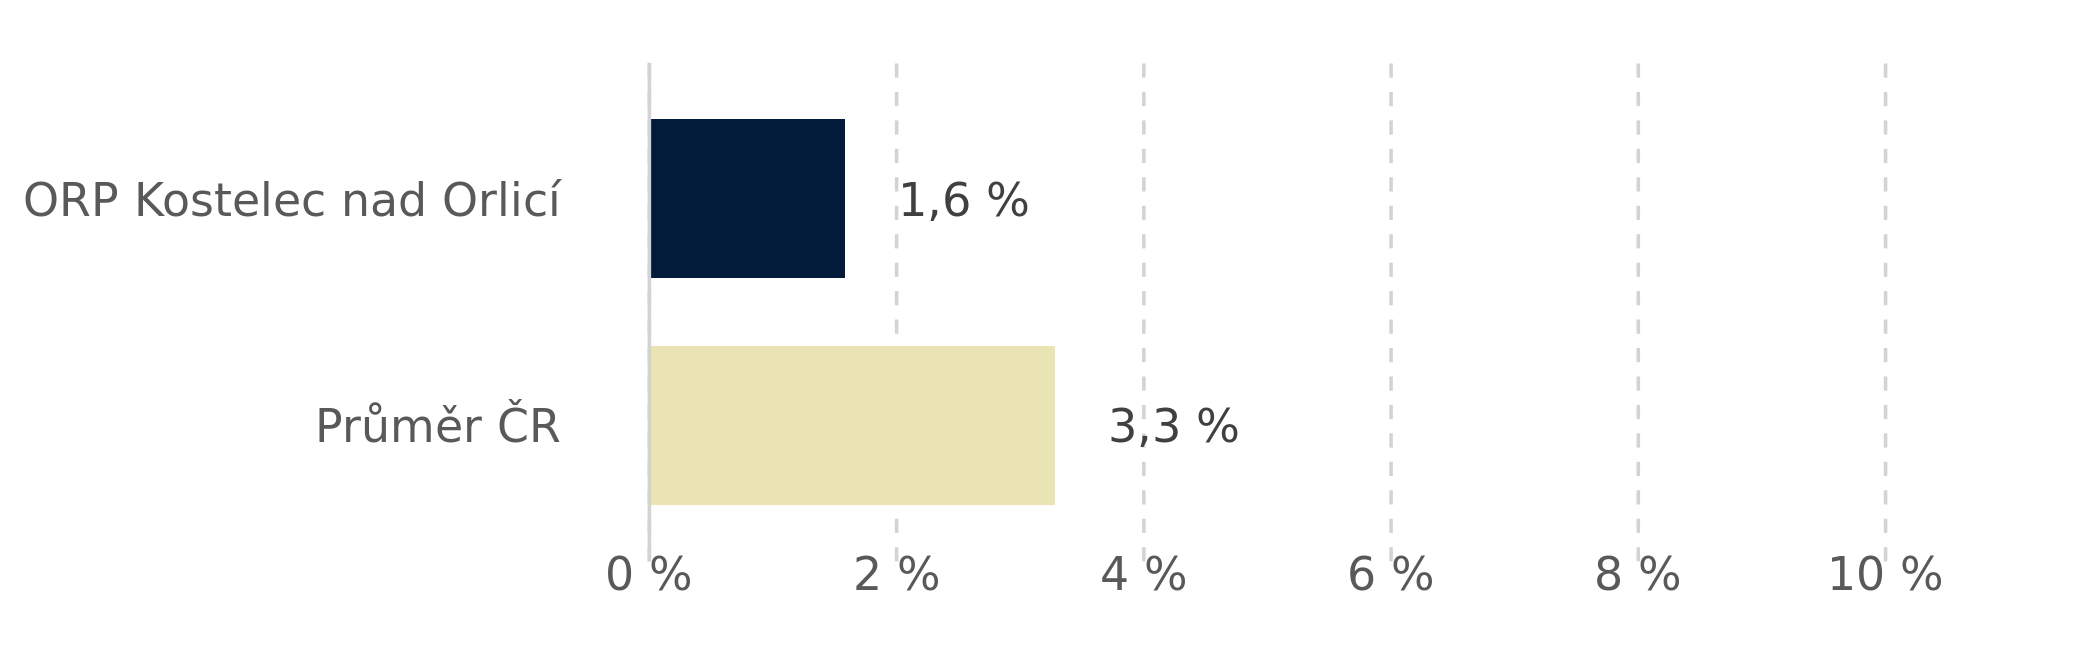 ORP Kostelec nad Orlicí
1,6 %
Průměr ČR
3,3 %
0 % 2 % 4 % 6 % 8 % 10 %